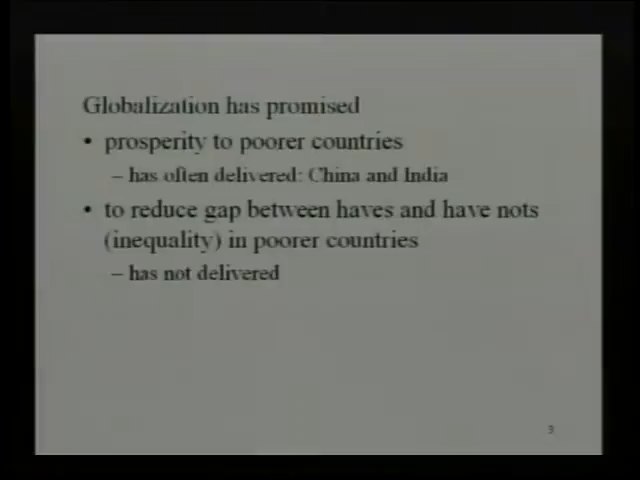 Globalization has promised
• prosperity to poorer countries
– has often delivered: China and India
• to reduce gap between haves and have nots
(inequality) in poorer countries
– has not delivered
3